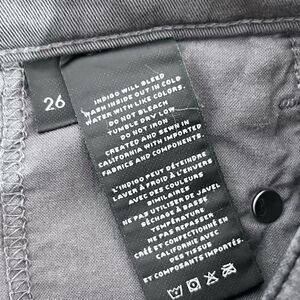 26
INDIGO WILL BLEED
WASH INSIDE OUT IN COLD
WATER WITH LIKE COLORS.
DO NOT BLEACH
TUMBLE DRY LOW
DO NOT IRON
CREATED AND SEWN IN
CALIFORNIA WITH IMPORTED
FABRICS AND COMPONENTS.
L'INDIGO PEUT DÉTEINDRE
LAVER À FROID À L'ENVERS
AVEC DES COULEURS
SIMILAIRES
NE PAS UTILISER DE JAVEL
SÉCHAGE À BASSE
TEMPÉRATURE
NE PAS REPASSER
CRÉÉ ET CONFECTIONNÉ EN
CALIFORNIE AVEC
DES TISSUS
ET COMPOSANTS IMPORTÉS.